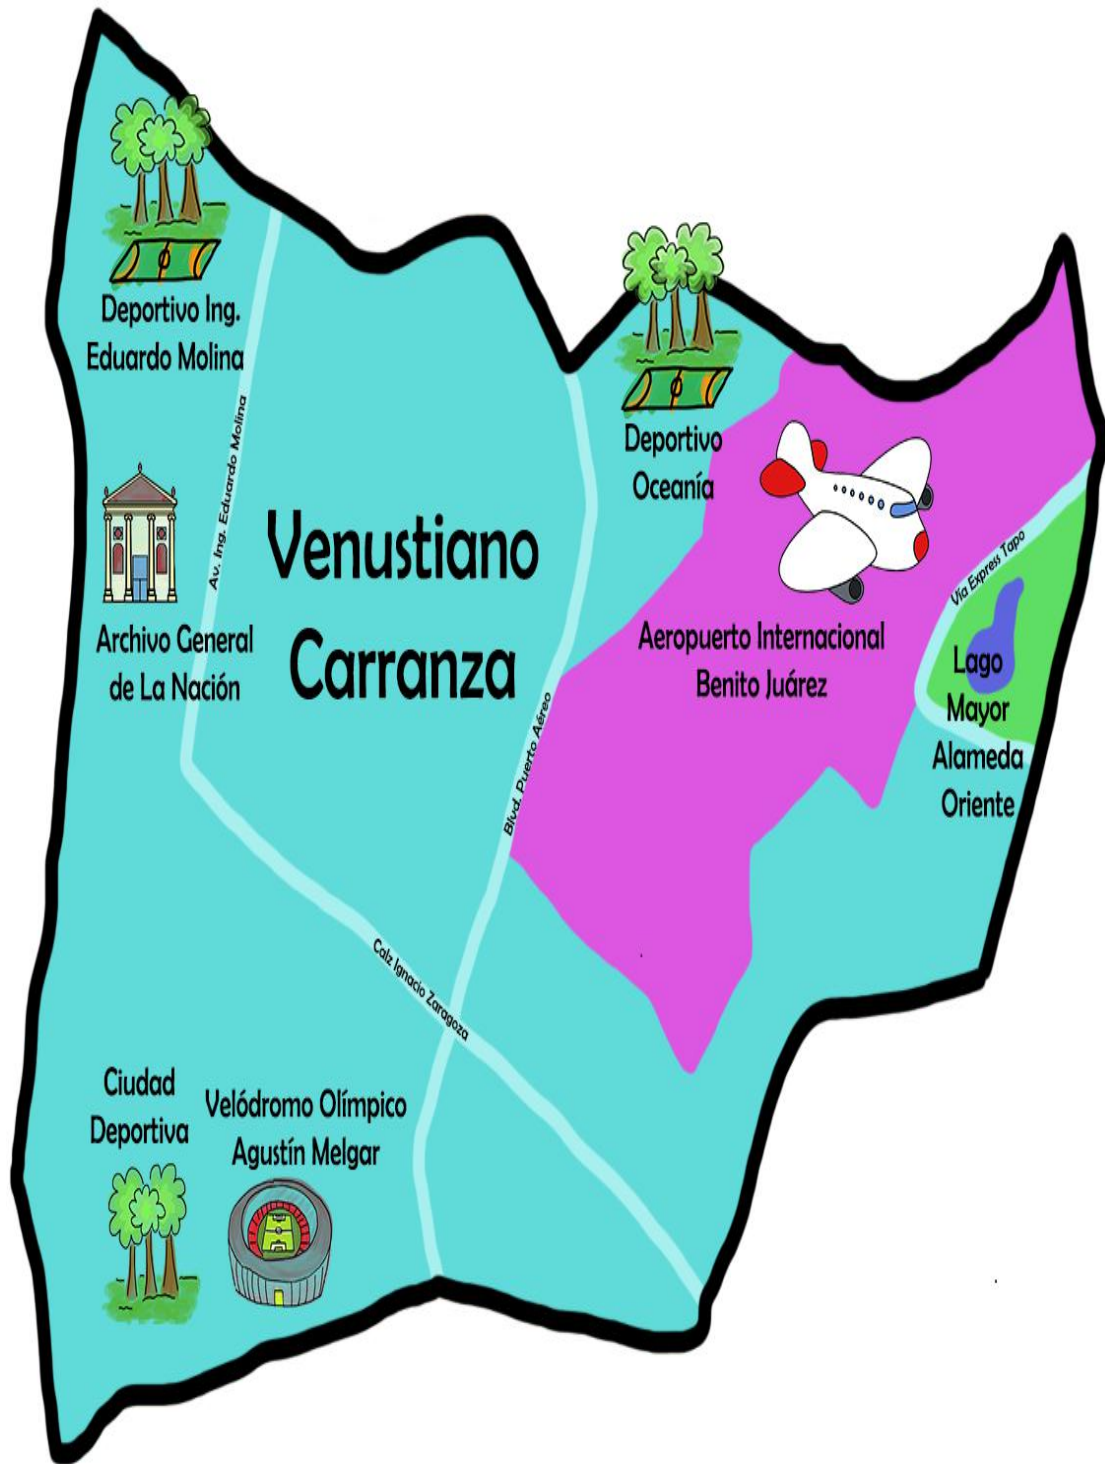 Deportivo Ing.
Eduardo Molina
Av. Ing. Eduardo Molina
Deportivo
Oceanía
Venustiano
Carranza
Archivo General
de La Nación
Aeropuerto Internacional
Benito Juárez
Vía Express Tapo
Lago
Mayor
Alameda
Oriente
Blvd. Puerto Aéreo
Calz Ignacio Zaragoza
Ciudad
Deportiva
Velódromo Olímpico
Agustín Melgar